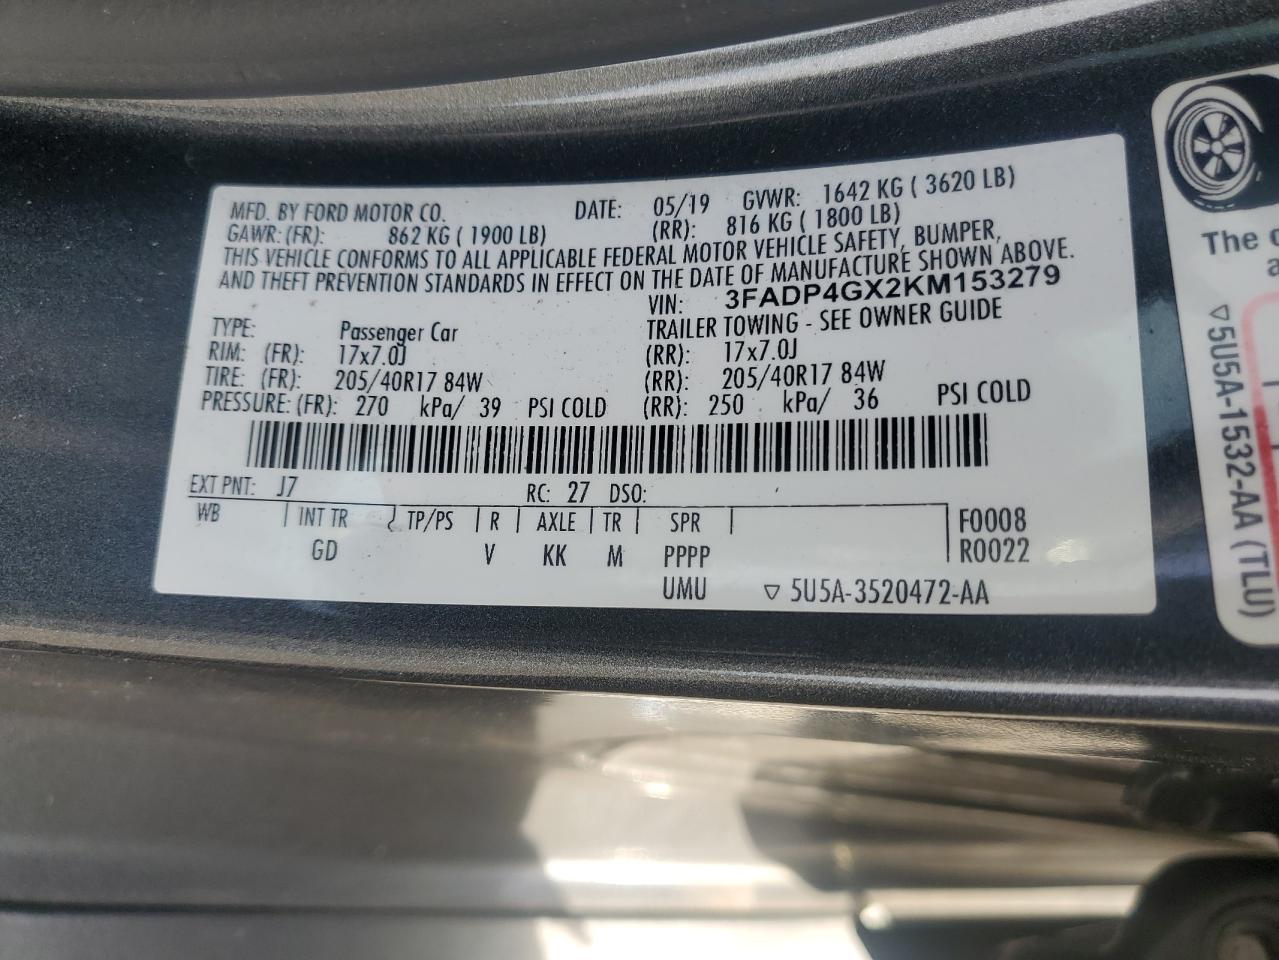 MFD. BY FORD MOTOR CO. DATE: 05/19 GVWR: 1642 KG ( 3620 LB)
GAWR: (FR): 862 KG ( 1900 LB) (RR): 816 KG ( 1800 LB)
THIS VEHICLE CONFORMS TO ALL APPLICABLE FEDERAL MOTOR VEHICLE SAFETY, BUMPER,
AND THEFT PREVENTION STANDARDS IN EFFECT ON THE DATE OF MANUFACTURE SHOWN ABOVE.
VIN: 3FADP4GX2KM153279
TYPE: Passenger Car TRAILER TOWING - SEE OWNER GUIDE
RIM: (FR): 17x7.0J (RR): 17x7.0J
TIRE: (FR): 205/40R17 84W (RR): 205/40R17 84W
PRESSURE: (FR): 270 kPa/ 39 PSI COLD (RR): 250 kPa/ 36 PSI COLD
EXT PNT: J7 RC: 27 DSO:
WB INT TR TP/PS R AXLE TR SPR F0008
GD V KK M PPPP R0022
UMU ▽ 5U5A-3520472-AA
The
▽5U5A-1532-AA (TLU)